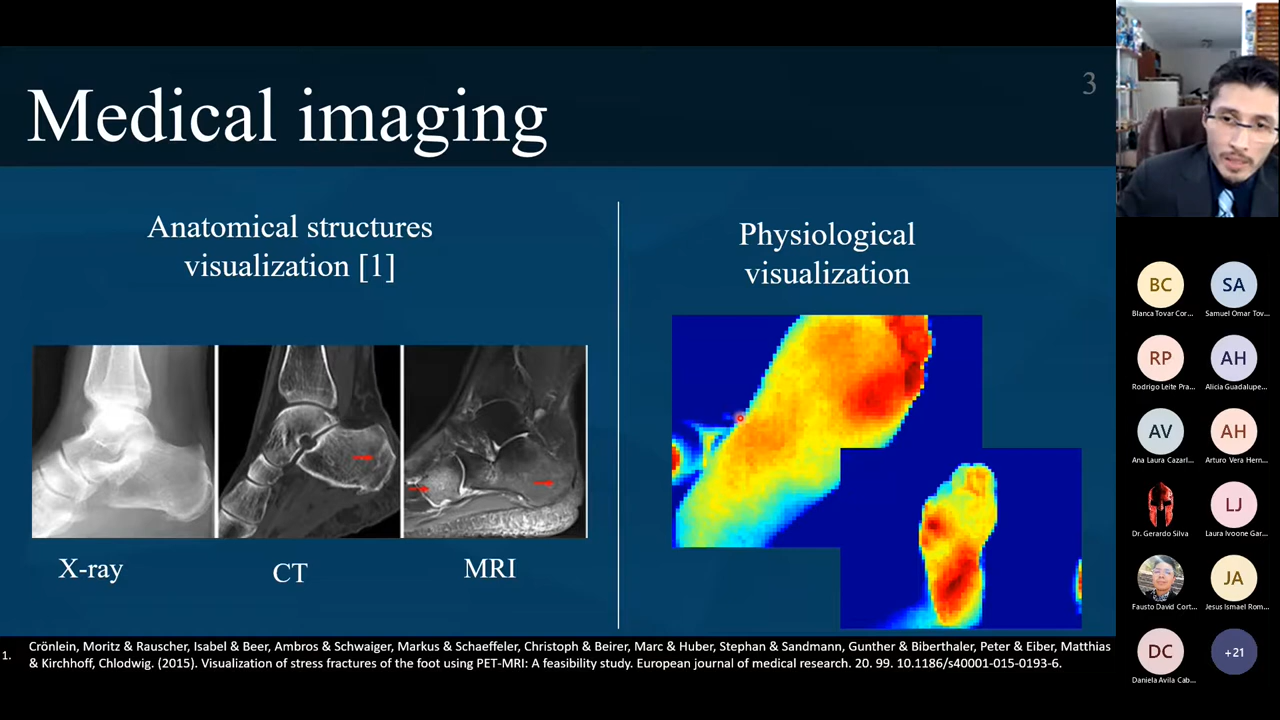 Medical imaging
3
Anatomical structures
visualization [1]
Physiological
visualization
X-ray
CT
MRI
1.
Crönlein, Moritz & Rauscher, Isabel & Beer, Ambros & Schwaiger, Markus & Schaeffeler, Christoph & Beirer, Marc & Huber, Stephan & Sandmann, Gunther & Biberthaler, Peter & Eiber, Matthias
& Kirchhoff, Chlodwig. (2015). Visualization of stress fractures of the foot using PET-MRI: A feasibility study. European journal of medical research. 20. 99. 10.1186/s40001-015-0193-6.
BC
Blanca Tovar Cor...
SA
Samuel Omar Tov...
RP
Rodrigo Leite Pra...
AH
Alicia Guadalupe...
AV
Ana Laura Cazarl...
AH
Arturo Vera Hern...
Dr. Gerardo Silva
LJ
Laura Ivoone Gar...
Fausto David Cort...
JA
Jesus Ismael Rom...
DC
Daniela Avila Cab...
+21